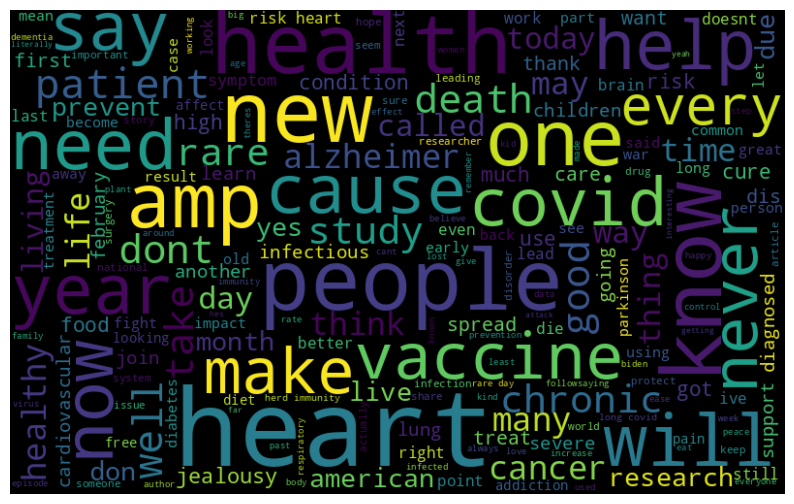 mean
big
risk heart
work
part
want
doesnt
dementia
literally
important
working
say
health
help
due
case
look
seem
hope
next
first
age
women
today
yeah
let
patient
symptom
thank
brain
leading
may
risk
prevent
condition
children
last
become
affect
high
new
sure
effect
death
every
story
theres
called
researcher
one
kid
said
step
common
need
rare
alzheimer
war
time
made
long
great
away
result
learn
much
care
drug
cure
plant
surgery
remember
covid
dis
person
living
treatment
february
life
amp
cause
yes
study
back
use
see
way
even
believe
interesting
around
dont
infectious
early
lead
never
know
national
another
old
cant
lost
give
disorder
going
parkinson
article
people
immunity
year
day
hes
data
good
thing
happy
diagnosed
food
fight
impact
rate
think
spread
die
control
family
take
month
better
prevention
attack
using
getting
looking
join
make
vaccine
least
biden
healthy
now
system
infection
rare day
followsaying
protect
cardiovascular
well
issue
diet
herd immunity
share
live
kind
chronic
got
ive
ease
virus
diabetes
free
far
heart
actually
lung
many
long covid
week
will
support
past
right
treat
severe
world
pain
peace
don
respiratory
infected
always
love
increase
eat
keep
someone
jealousy
body
american
cancer
point
addiction
used
research
still
episode
author
everyone